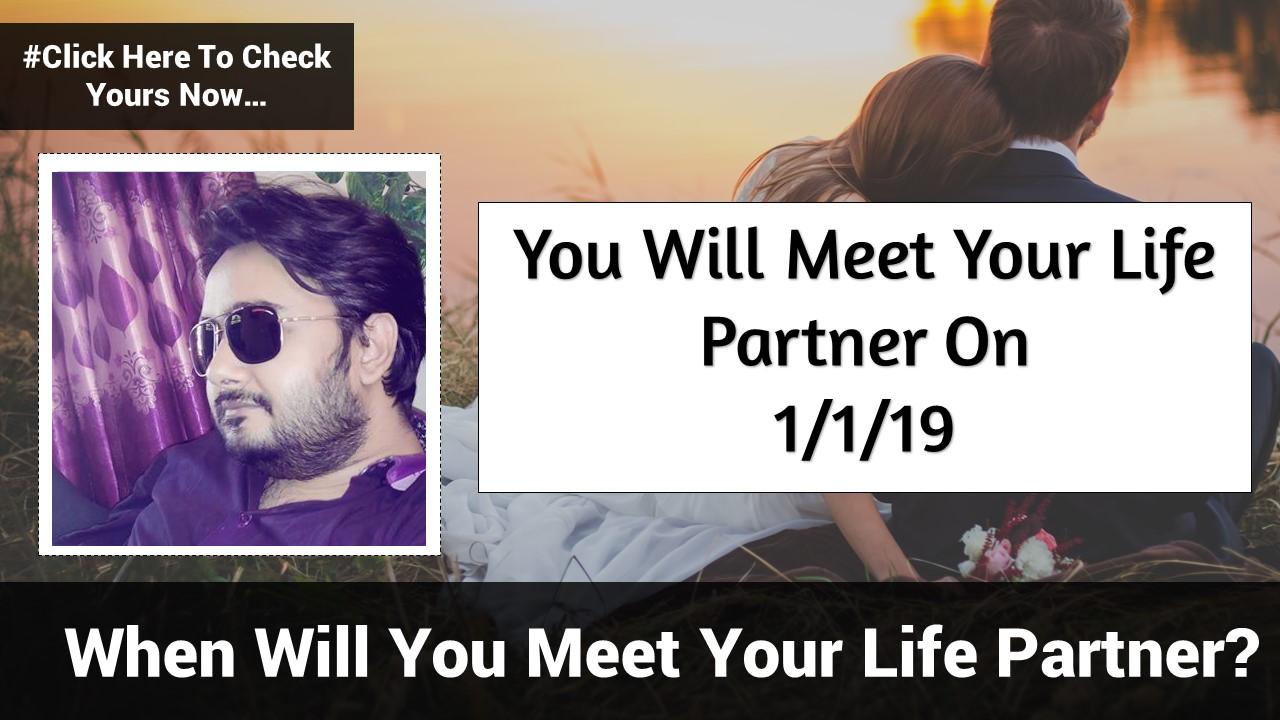 #Click Here To Check
Yours Now...
You Will Meet Your Life
Partner On
1/1/19
When Will You Meet Your Life Partner?